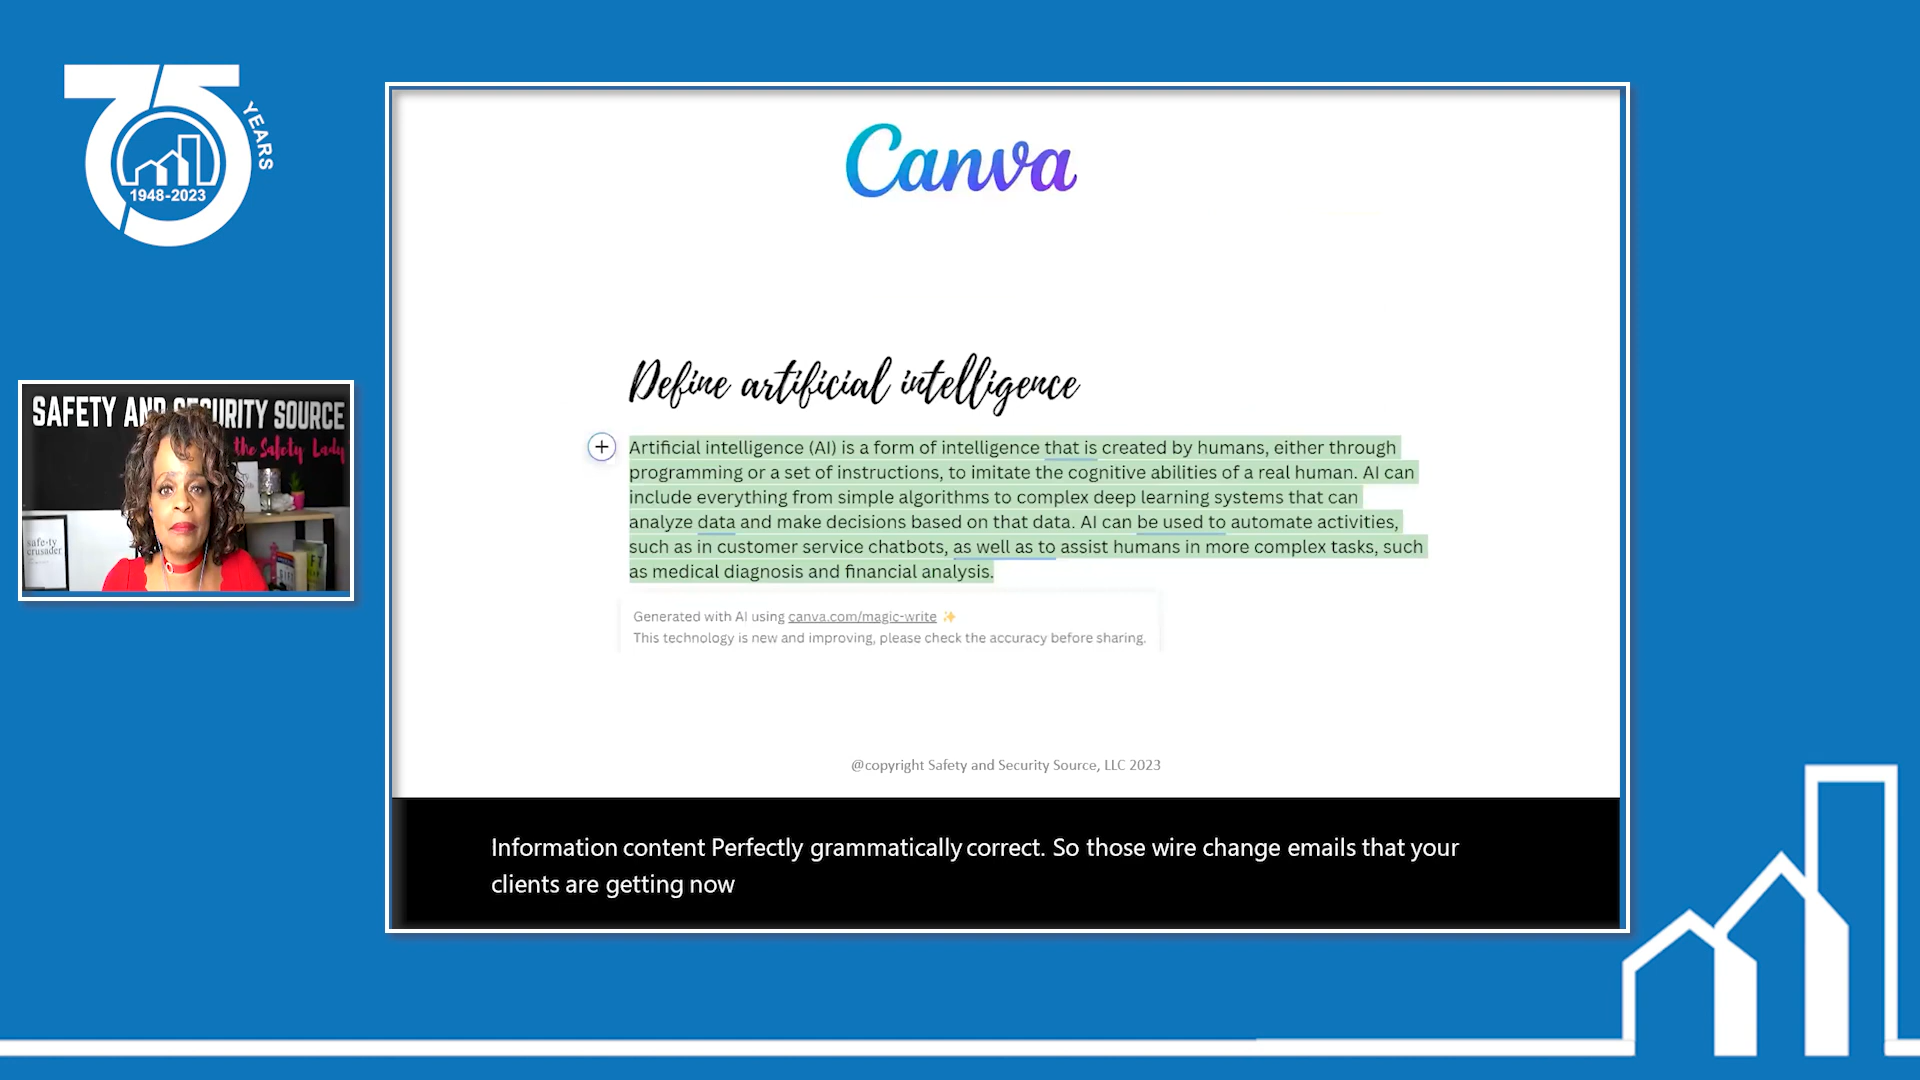 75
YEARS
1948-2023
SAFETY AND SECURITY SOURCE
the Safety Lady
safe·ty
crusader
Canva
Define artificial intelligence
Artificial intelligence (AI) is a form of intelligence that is created by humans, either through
programming or a set of instructions, to imitate the cognitive abilities of a real human. AI can
include everything from simple algorithms to complex deep learning systems that can
analyze data and make decisions based on that data. AI can be used to automate activities,
such as in customer service chatbots, as well as to assist humans in more complex tasks, such
as medical diagnosis and financial analysis.
Generated with AI using canva.com/magic-write ✨
This technology is new and improving, please check the accuracy before sharing.
@copyright Safety and Security Source, LLC 2023
Information content Perfectly grammatically correct. So those wire change emails that your
clients are getting now